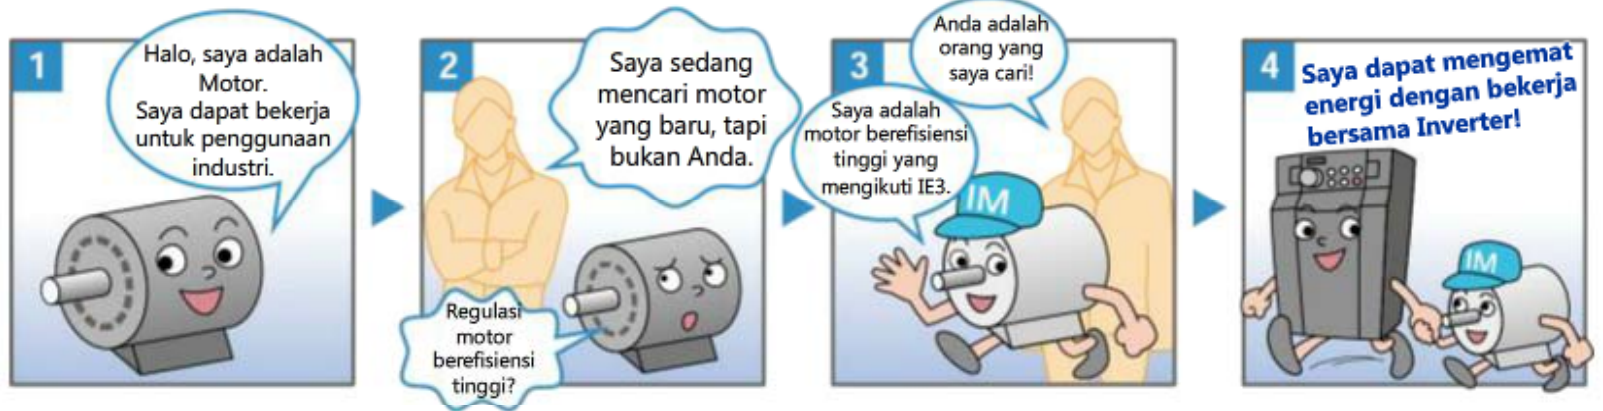 1
Halo, saya adalah
Motor.
Saya dapat bekerja
untuk penggunaan
industri.
2
Saya sedang
mencari motor
yang baru, tapi
bukan Anda.
Regulasi
motor
berefisiensi
tinggi?
3
Anda adalah
orang yang
saya cari!
Saya adalah
motor berefisiensi
tinggi yang
mengikuti IE3.
IM
4
Saya dapat mengemat
energi dengan bekerja
bersama Inverter!
IM